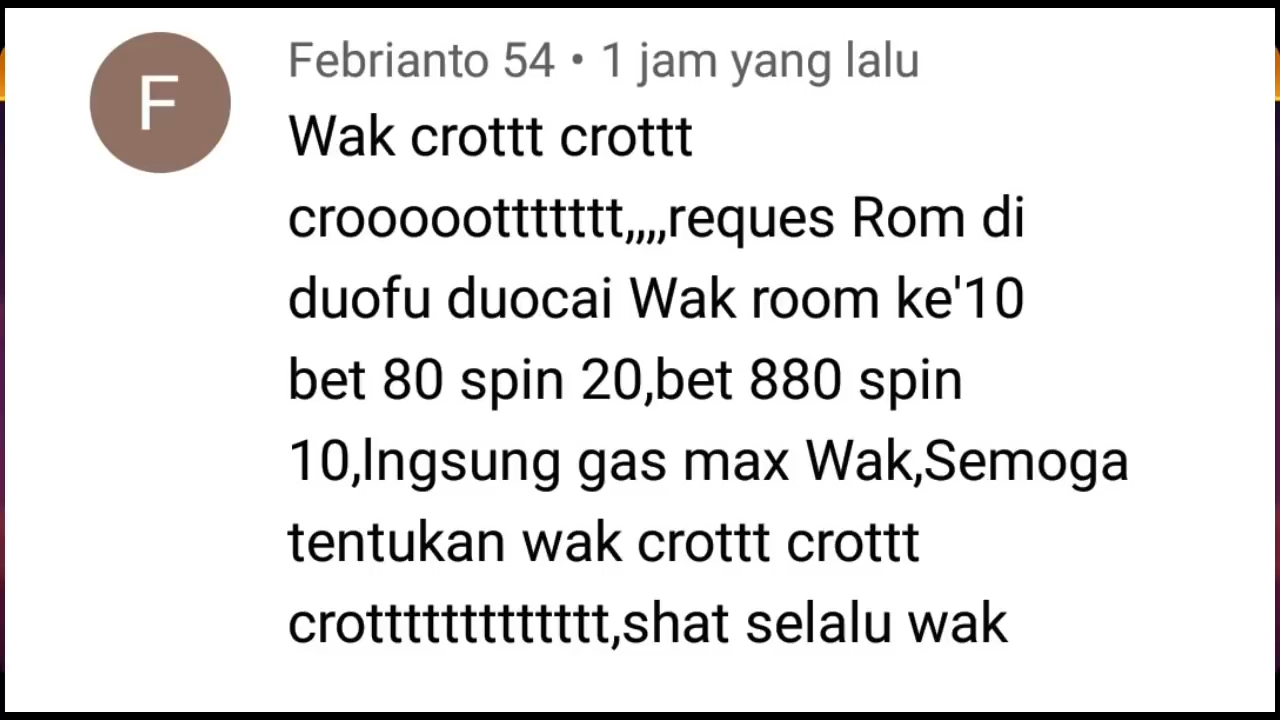 F
Febrianto 54 • 1 jam yang lalu
Wak crottt crottt
croooootttttttt,,,,reques Rom di
duofu duocai Wak room ke'10
bet 80 spin 20,bet 880 spin
10,lngsung gas max Wak,Semoga
tentukan wak crottt crottt
crotttttttttttttt,shat selalu wak